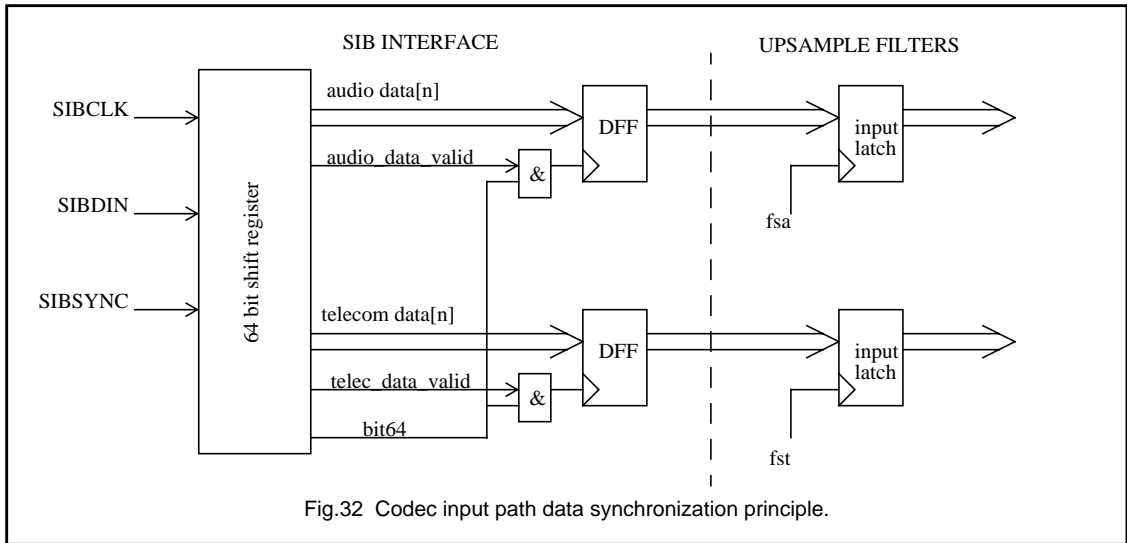 SIB INTERFACE
UPSAMPLE FILTERS
SIBCLK
SIBDIN
SIBSYNC
64 bit shift register
audio data[n]
audio_data_valid
&
DFF
input
latch
fsa
telecom data[n]
telec_data_valid
bit64
&
DFF
input
latch
fst
Fig.32 Codec input path data synchronization principle.